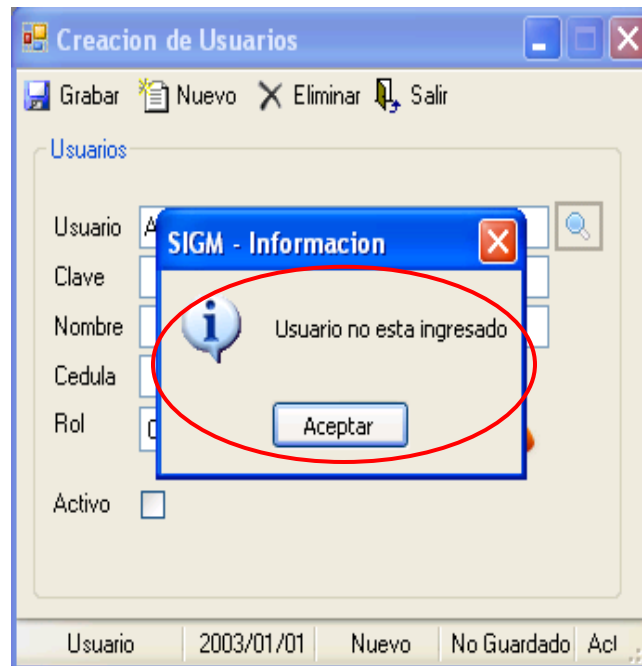 Creacion de Usuarios
Grabar Nuevo Eliminar Salir
Usuarios
Usuario A
SIGM - Informacion
Clave
Nombre
Usuario no esta ingresado
Cedula
Rol
Aceptar
Activo
Usuario 2003/01/01 Nuevo No Guardado